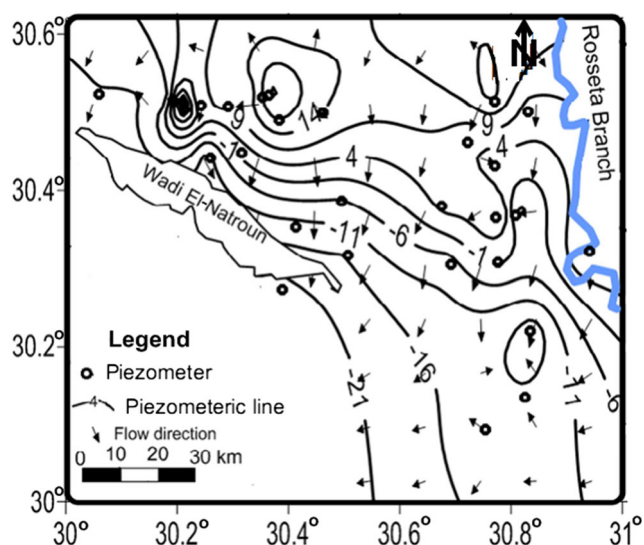 30.6°
30.4°
30.2°
30°
30°
30.2°
30.4°
30.6°
30.8°
31°
N
Rosseta Branch
Wadi El-Natroun
9
14
9
-1
4
4
-6
-11
-1
-16
-21
-11
-6
Legend
Piezometer
4 Piezometeric line
Flow direction
0 10 20 30 km